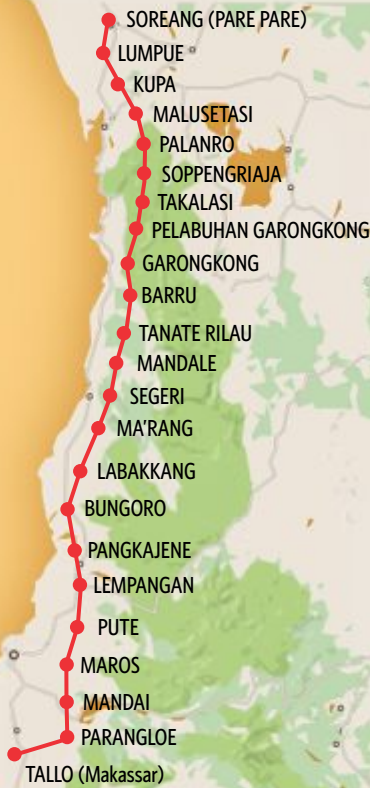 SOREANG (PARE PARE)
LUMPUE
KUPA
MALUSETASI
PALANRO
SOPPENGRIAJA
TAKALASI
PELABUHAN GARONGKONG
GARONGKONG
BARRU
TANATE RILAU
MANDALE
SEGERI
MA'RANG
LABAKKANG
BUNGORO
PANGKAJENE
LEMPANGAN
PUTE
MAROS
MANDAI
PARANGLOE
TALLO (Makassar)